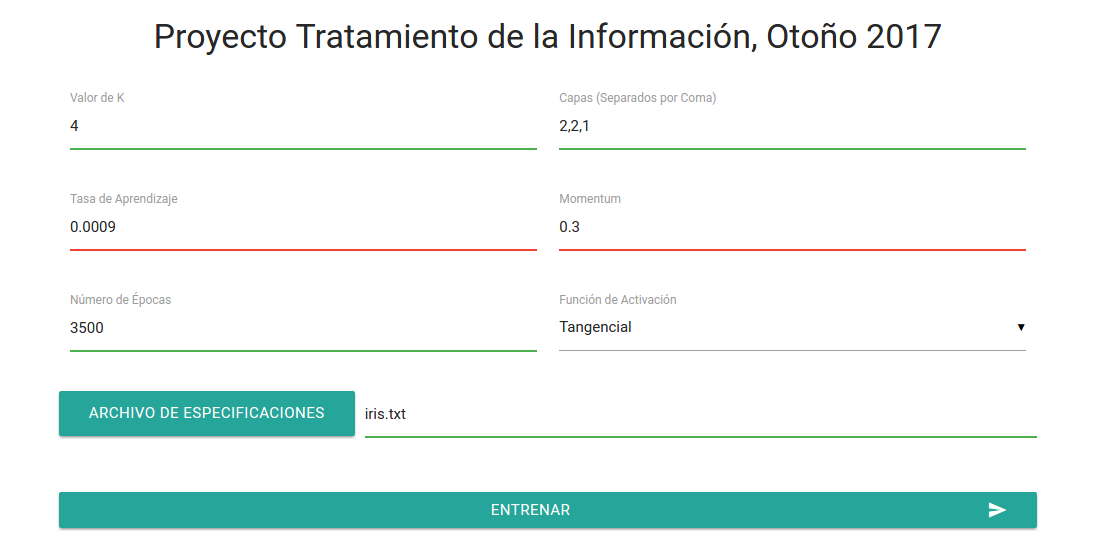 Proyecto Tratamiento de la Información, Otoño 2017
Valor de K
4
Capas (Separados por Coma)
2,2,1
Tasa de Aprendizaje
0.0009
Momentum
0.3
Número de Épocas
3500
Función de Activación
Tangencial
ARCHIVO DE ESPECIFICACIONES
iris.txt
ENTRENAR